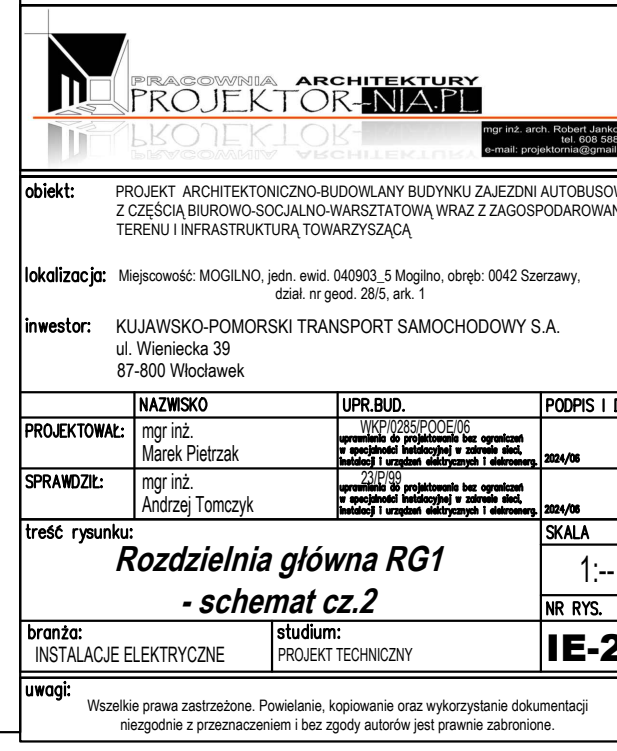 PRACOWNIA ARCHITEKTURY
PROJEKTOR-NIA.PL
mgr inż. arch. Robert Janko
tel. 608 588
e-mail: projektornia@gmail
obiekt: PROJEKT ARCHITEKTONICZNO-BUDOWLANY BUDYNKU ZAJEZDNI AUTOBUSOW
Z CZĘŚCIĄ BIUROWO-SOCJALNO-WARSZTATOWĄ WRAZ Z ZAGOSPODAROWAN
TERENU I INFRASTRUKTURĄ TOWARZYSZĄCĄ
lokalizacja: Miejscowość: MOGILNO, jedn. ewid. 040903_5 Mogilno, obręb: 0042 Szerzawy,
dział. nr geod. 28/5, ark. 1
inwestor: KUJAWSKO-POMORSKI TRANSPORT SAMOCHODOWY S.A.
ul. Wieniecka 39
87-800 Włocławek
NAZWISKO UPR.BUD. PODPIS I D
PROJEKTOWAŁ: mgr inż. WKP/0285/POOE/06
Marek Pietrzak uprawnienia do projektowania bez ograniczeń
w specjalności instalacyjnej w zakresie sieci,
instalacji i urządzeń elektrycznych i elekroenerg. 2024/06
SPRAWDZIŁ: mgr inż. 23/P/99
Andrzej Tomczyk uprawnienia do projektowania bez ograniczeń
w specjalności instalacyjnej w zakresie sieci,
instalacji i urządzeń elektrycznych i elekroenerg. 2024/06
treść rysunku: SKALA
Rozdzielnia główna RG1 1:--
- schemat cz.2 NR RYS.
branża: studium: IE-2
INSTALACJE ELEKTRYCZNE PROJEKT TECHNICZNY
uwagi:
Wszelkie prawa zastrzeżone. Powielanie, kopiowanie oraz wykorzystanie dokumentacji
niezgodnie z przeznaczeniem i bez zgody autorów jest prawnie zabronione.